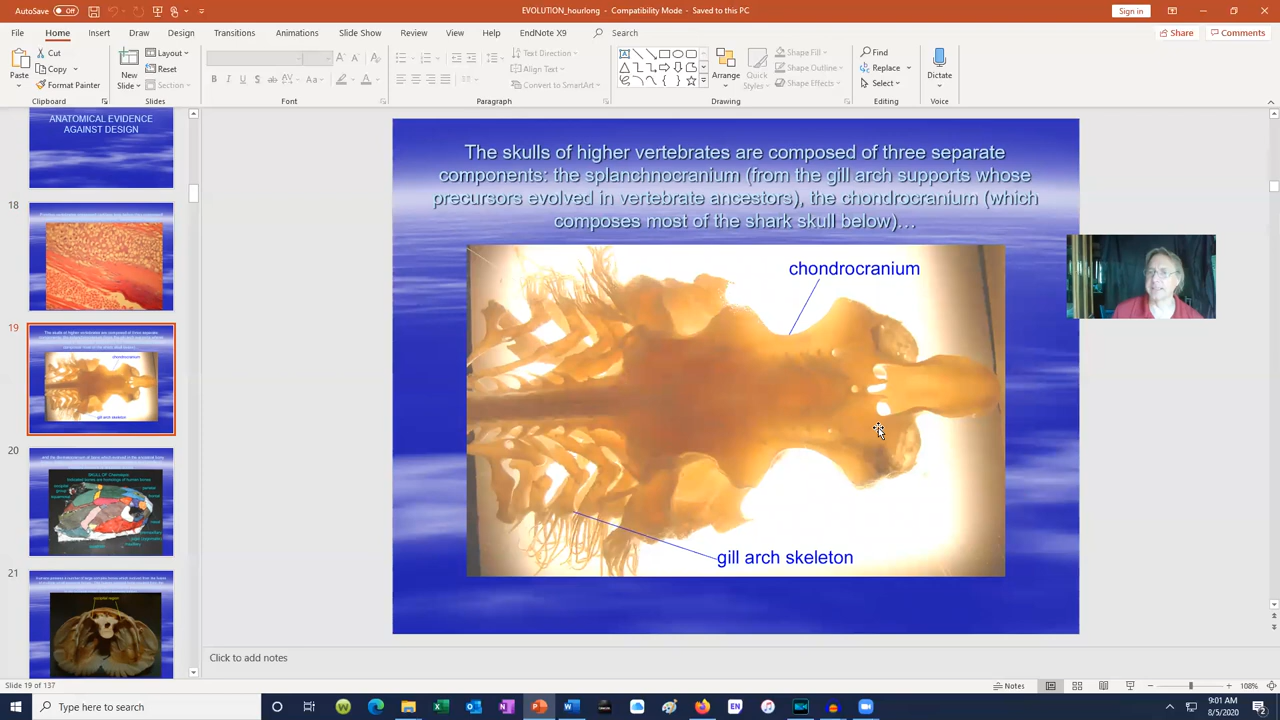 AutoSave Off
EVOLUTION_hourlong - Compatibility Mode - Saved to this PC
Sign in
File Home Insert Draw Design Transitions Animations Slide Show Review View Help EndNote X9 Search Share Comments
Paste
Cut
Copy
Format Painter
Clipboard
New
Slide
Layout
Reset
Section
Slides
Font
Align Text
Convert to SmartArt
Paragraph
Arrange
Quick
Styles
Shape Fill
Shape Outline
Shape Effects
Drawing
Find
Replace
Select
Editing
Dictate
Voice
ANATOMICAL EVIDENCE
AGAINST DESIGN
18
19
chondrocranium
gill arch skeleton
20
21
The skulls of higher vertebrates are composed of three separate
components: the splanchnocranium (from the gill arch supports whose
precursors evolved in vertebrate ancestors), the chondrocranium (which
composes most of the shark skull below)…
chondrocranium
gill arch skeleton
Click to add notes
Slide 19 of 137
Notes
108%
Type here to search
9:01 AM
8/5/2020